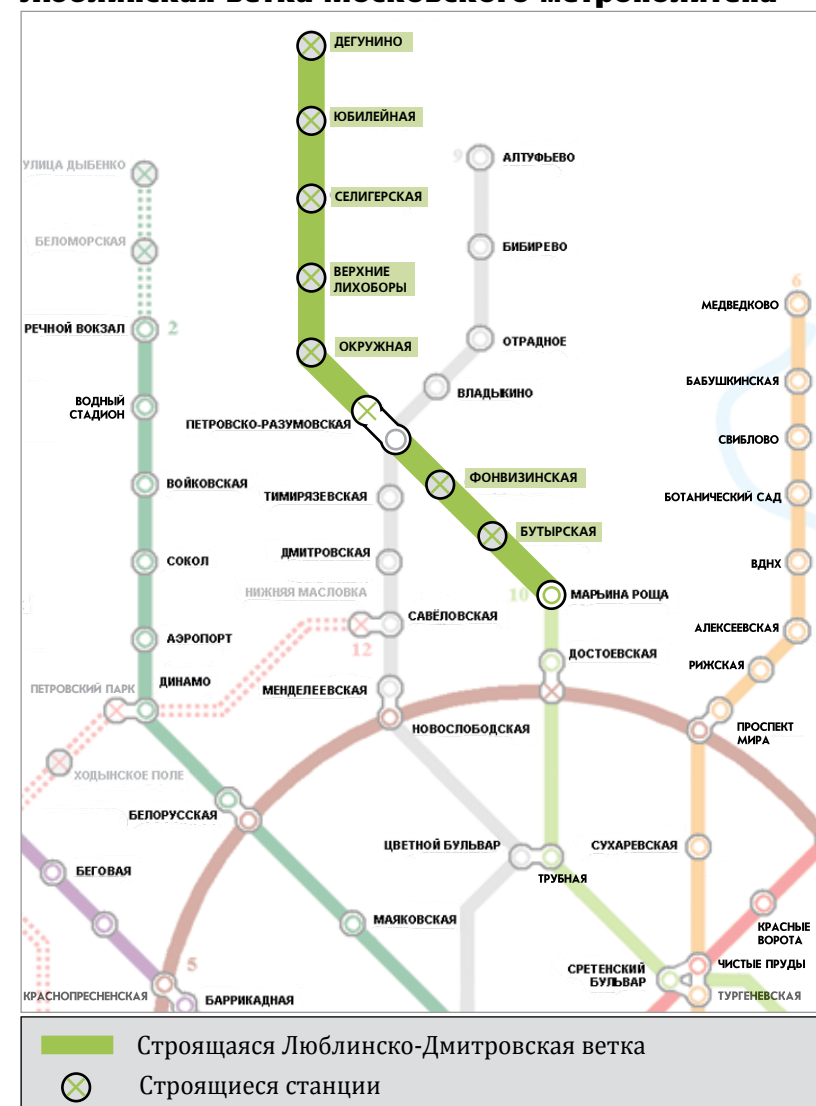 Люблинская ветка Московского метрополитена
ДЕГУНИНО
ЮБИЛЕЙНАЯ
УЛИЦА ДЫБЕНКО
9
АЛТУФЬЕВО
СЕЛИГЕРСКАЯ
БЕЛОМОРСКАЯ
БИБИРЕВО
ВЕРХНИЕ
ЛИХОБОРЫ
6
МЕДВЕДКОВО
РЕЧНОЙ ВОКЗАЛ
2
ОКРУЖНАЯ
ОТРАДНОЕ
БАБУШКИНСКАЯ
ВЛАДЫКИНО
ВОДНЫЙ
СТАДИОН
ПЕТРОВСКО-РАЗУМОВСКАЯ
СВИБЛОВО
ВОЙКОВСКАЯ
ФОНВИЗИНСКАЯ
ТИМИРЯЗЕВСКАЯ
БОТАНИЧЕСКИЙ САД
БУТЫРСКАЯ
СОКОЛ
ДМИТРОВСКАЯ
ВДНХ
НИЖНЯЯ МАСЛОВКА
10
МАРЬИНА РОЩА
САВЁЛОВСКАЯ
12
АЭРОПОРТ
АЛЕКСЕЕВСКАЯ
ДОСТОЕВСКАЯ
РИЖСКАЯ
ПЕТРОВСКИЙ ПАРК
ДИНАМО
МЕНДЕЛЕЕВСКАЯ
НОВОСЛОБОДСКАЯ
ПРОСПЕКТ
МИРА
ХОДЫНСКОЕ ПОЛЕ
БЕЛОРУССКАЯ
ЦВЕТНОЙ БУЛЬВАР
СУХАРЕВСКАЯ
БЕГОВАЯ
ТРУБНАЯ
МАЯКОВСКАЯ
КРАСНЫЕ
ВОРОТА
5
СРЕТЕНСКИЙ
БУЛЬВАР
ЧИСТЫЕ ПРУДЫ
КРАСНОПРЕСНЕНСКАЯ
БАРРИКАДНАЯ
ТУРГЕНЕВСКАЯ
Строящаяся Люблинско-Дмитровская ветка
Строящиеся станции